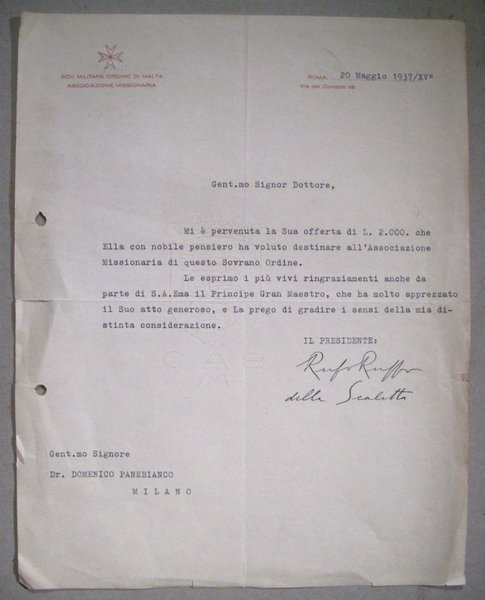 SOV. MILITARE ORDINE DI MALTA
ASSOCIAZIONE MISSIONARIA
ROMA, 20 Maggio 1937/XV°
Via dei Condotti 68
Gent.mo Signor Dottore,
Mi è pervenuta la Sua offerta di L. 2.000. che
Ella con nobile pensiero ha voluto destinare all'Associazione
Missionaria di questo Sovrano Ordine.
Le esprimo i più vivi ringraziamenti anche da
parte di S.A.Ema il Principe Gran Maestro, che ha molto apprezzato
il Suo atto generoso, e La prego di gradire i sensi della mia di-
stinta considerazione.
IL PRESIDENTE:
Rufo Ruffo
della Scaletta
Gent.mo Signore
Dr. DOMENICO PANEBIANCO
MILANO